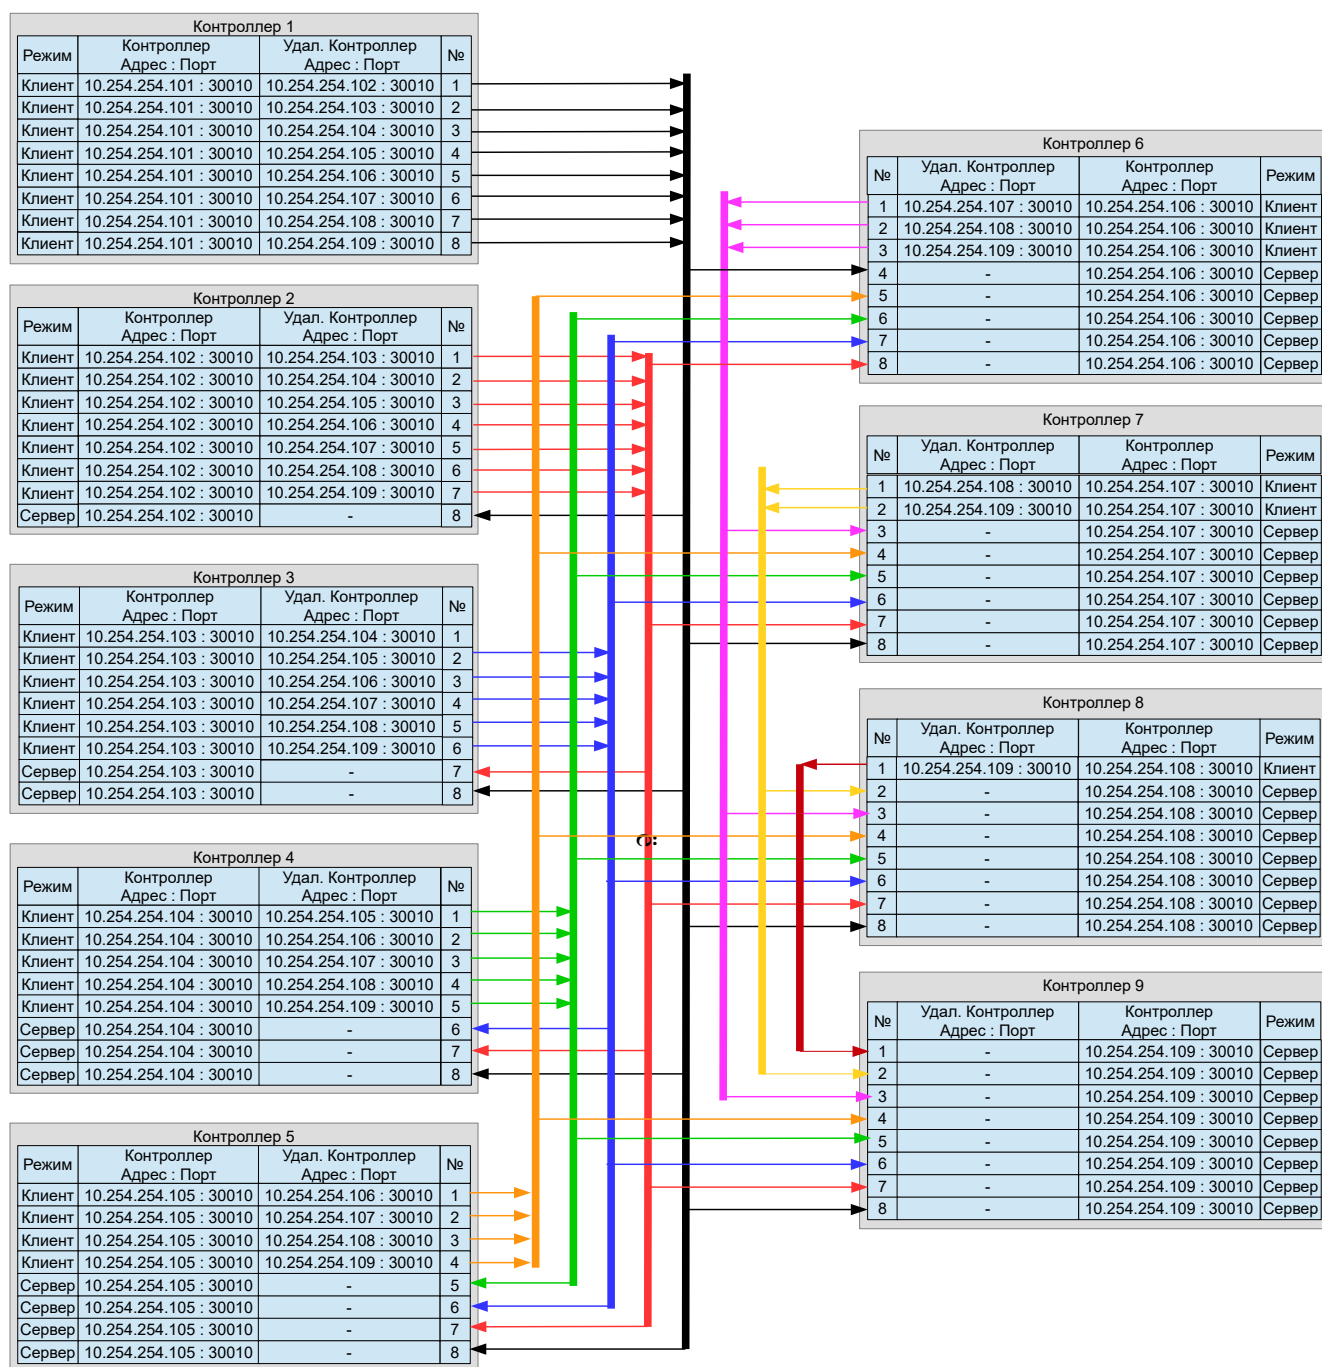 Контроллер 1
Режим Контроллер Адрес : Порт Удал. Контроллер Адрес : Порт №
Клиент 10.254.254.101 : 30010 10.254.254.102 : 30010 1
Клиент 10.254.254.101 : 30010 10.254.254.103 : 30010 2
Клиент 10.254.254.101 : 30010 10.254.254.104 : 30010 3
Клиент 10.254.254.101 : 30010 10.254.254.105 : 30010 4
Клиент 10.254.254.101 : 30010 10.254.254.106 : 30010 5
Клиент 10.254.254.101 : 30010 10.254.254.107 : 30010 6
Клиент 10.254.254.101 : 30010 10.254.254.108 : 30010 7
Клиент 10.254.254.101 : 30010 10.254.254.109 : 30010 8
Контроллер 2
Режим Контроллер Адрес : Порт Удал. Контроллер Адрес : Порт №
Клиент 10.254.254.102 : 30010 10.254.254.103 : 30010 1
Клиент 10.254.254.102 : 30010 10.254.254.104 : 30010 2
Клиент 10.254.254.102 : 30010 10.254.254.105 : 30010 3
Клиент 10.254.254.102 : 30010 10.254.254.106 : 30010 4
Клиент 10.254.254.102 : 30010 10.254.254.107 : 30010 5
Клиент 10.254.254.102 : 30010 10.254.254.108 : 30010 6
Клиент 10.254.254.102 : 30010 10.254.254.109 : 30010 7
Сервер 10.254.254.102 : 30010 - 8
Контроллер 3
Режим Контроллер Адрес : Порт Удал. Контроллер Адрес : Порт №
Клиент 10.254.254.103 : 30010 10.254.254.104 : 30010 1
Клиент 10.254.254.103 : 30010 10.254.254.105 : 30010 2
Клиент 10.254.254.103 : 30010 10.254.254.106 : 30010 3
Клиент 10.254.254.103 : 30010 10.254.254.107 : 30010 4
Клиент 10.254.254.103 : 30010 10.254.254.108 : 30010 5
Клиент 10.254.254.103 : 30010 10.254.254.109 : 30010 6
Сервер 10.254.254.103 : 30010 - 7
Сервер 10.254.254.103 : 30010 - 8
Контроллер 4
Режим Контроллер Адрес : Порт Удал. Контроллер Адрес : Порт №
Клиент 10.254.254.104 : 30010 10.254.254.105 : 30010 1
Клиент 10.254.254.104 : 30010 10.254.254.106 : 30010 2
Клиент 10.254.254.104 : 30010 10.254.254.107 : 30010 3
Клиент 10.254.254.104 : 30010 10.254.254.108 : 30010 4
Клиент 10.254.254.104 : 30010 10.254.254.109 : 30010 5
Сервер 10.254.254.104 : 30010 - 6
Сервер 10.254.254.104 : 30010 - 7
Сервер 10.254.254.104 : 30010 - 8
Контроллер 5
Режим Контроллер Адрес : Порт Удал. Контроллер Адрес : Порт №
Клиент 10.254.254.105 : 30010 10.254.254.106 : 30010 1
Клиент 10.254.254.105 : 30010 10.254.254.107 : 30010 2
Клиент 10.254.254.105 : 30010 10.254.254.108 : 30010 3
Клиент 10.254.254.105 : 30010 10.254.254.109 : 30010 4
Сервер 10.254.254.105 : 30010 - 5
Сервер 10.254.254.105 : 30010 - 6
Сервер 10.254.254.105 : 30010 - 7
Сервер 10.254.254.105 : 30010 - 8
Контроллер 6
№ Удал. Контроллер Адрес : Порт Контроллер Адрес : Порт Режим
1 10.254.254.107 : 30010 10.254.254.106 : 30010 Клиент
2 10.254.254.108 : 30010 10.254.254.106 : 30010 Клиент
3 10.254.254.109 : 30010 10.254.254.106 : 30010 Клиент
4 - 10.254.254.106 : 30010 Сервер
5 - 10.254.254.106 : 30010 Сервер
6 - 10.254.254.106 : 30010 Сервер
7 - 10.254.254.106 : 30010 Сервер
8 - 10.254.254.106 : 30010 Сервер
Контроллер 7
№ Удал. Контроллер Адрес : Порт Контроллер Адрес : Порт Режим
1 10.254.254.108 : 30010 10.254.254.107 : 30010 Клиент
2 10.254.254.109 : 30010 10.254.254.107 : 30010 Клиент
3 - 10.254.254.107 : 30010 Сервер
4 - 10.254.254.107 : 30010 Сервер
5 - 10.254.254.107 : 30010 Сервер
6 - 10.254.254.107 : 30010 Сервер
7 - 10.254.254.107 : 30010 Сервер
8 - 10.254.254.107 : 30010 Сервер
Контроллер 8
№ Удал. Контроллер Адрес : Порт Контроллер Адрес : Порт Режим
1 10.254.254.109 : 30010 10.254.254.108 : 30010 Клиент
2 - 10.254.254.108 : 30010 Сервер
3 - 10.254.254.108 : 30010 Сервер
4 - 10.254.254.108 : 30010 Сервер
5 - 10.254.254.108 : 30010 Сервер
6 - 10.254.254.108 : 30010 Сервер
7 - 10.254.254.108 : 30010 Сервер
8 - 10.254.254.108 : 30010 Сервер
Контроллер 9
№ Удал. Контроллер Адрес : Порт Контроллер Адрес : Порт Режим
1 - 10.254.254.109 : 30010 Сервер
2 - 10.254.254.109 : 30010 Сервер
3 - 10.254.254.109 : 30010 Сервер
4 - 10.254.254.109 : 30010 Сервер
5 - 10.254.254.109 : 30010 Сервер
6 - 10.254.254.109 : 30010 Сервер
7 - 10.254.254.109 : 30010 Сервер
8 - 10.254.254.109 : 30010 Сервер